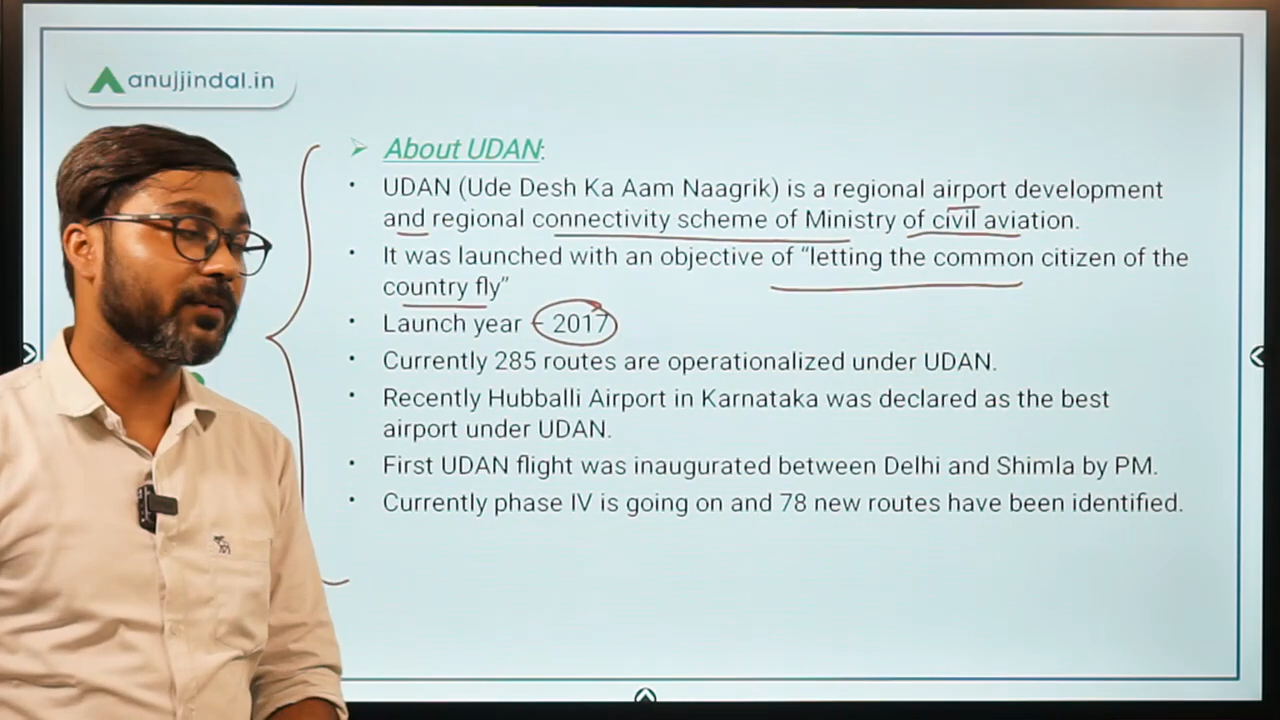 anujjindal.in
About UDAN:
UDAN (Ude Desh Ka Aam Naagrik) is a regional airport development
and regional connectivity scheme of Ministry of civil aviation.
It was launched with an objective of “letting the common citizen of the
country fly”
Launch year - 2017
Currently 285 routes are operationalized under UDAN.
Recently Hubballi Airport in Karnataka was declared as the best
airport under UDAN.
First UDAN flight was inaugurated between Delhi and Shimla by PM.
Currently phase IV is going on and 78 new routes have been identified.